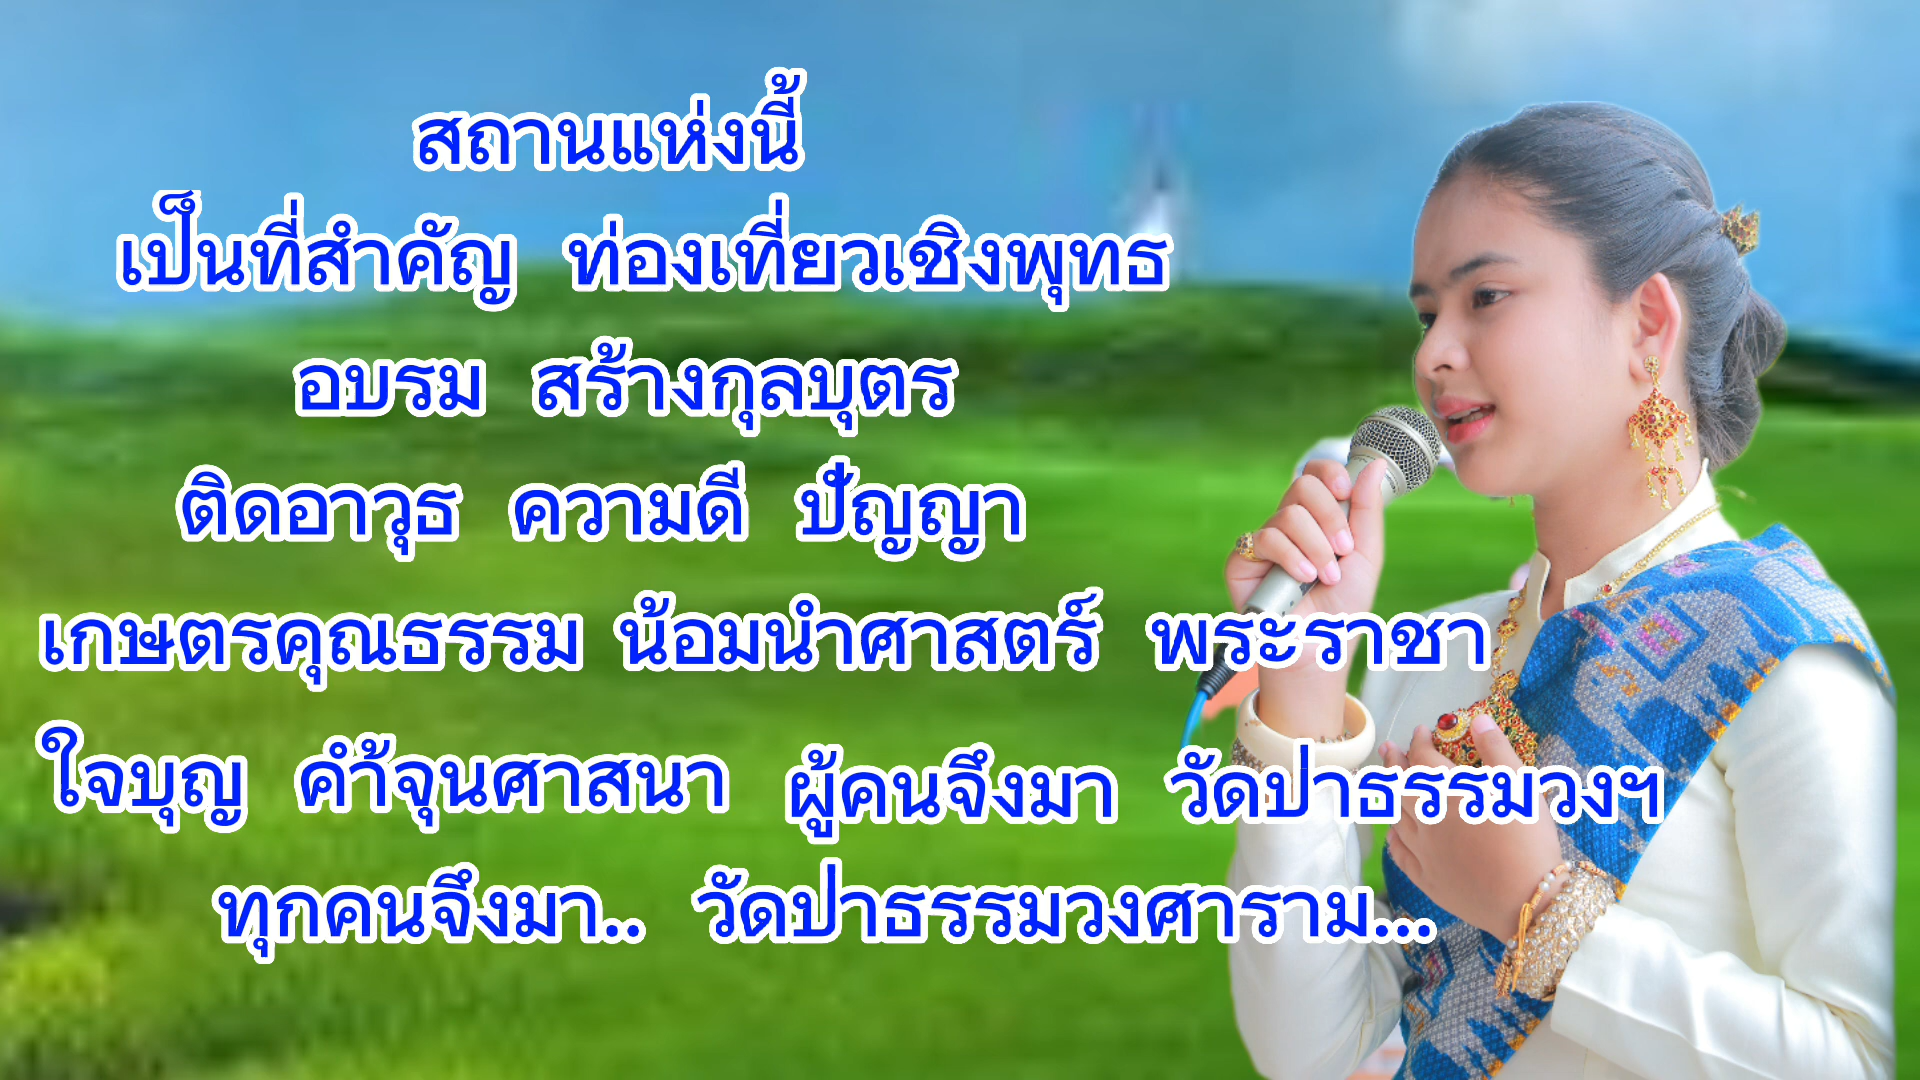 สถานแห่งนี้
เป็นที่สำคัญ ท่องเที่ยวเชิงพุทธ
อบรม สร้างกุลบุตร
ติดอาวุธ ความดี ปัญญา
เกษตรคุณธรรม น้อมนำศาสตร์ พระราชา
ใจบุญ ค้ำจุนศาสนา ผู้คนจึงมา วัดป่าธรรมวงฯ
ทุกคนจึงมา.. วัดป่าธรรมวงศาราม...